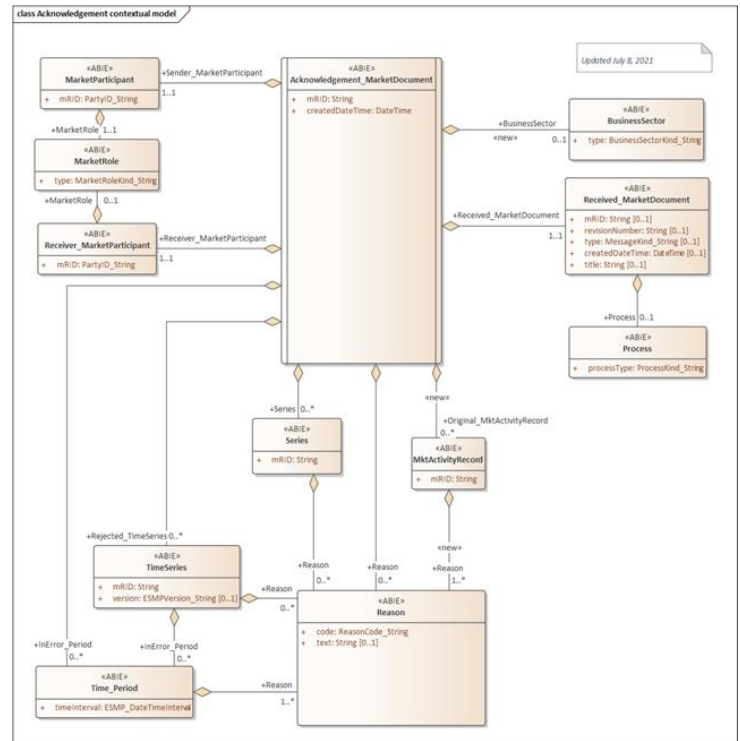 class Acknowledgement contextual model
«ABIE»
MarketParticipant
+ mRID: PartyID_String
+Sender_MarketParticipant
1..1
«ABIE»
Acknowledgement_MarketDocument
+ mRID: String
+ createdDateTime: DateTime
Updated July 8, 2021
+BusinessSector
«new»
0..1
«ABIE»
BusinessSector
+ type: BusinessSectorKind_String
+MarketRole 1..1
«ABIE»
MarketRole
+ type: MarketRoleKind_String
+MarketRole 0..1
«ABIE»
Receiver_MarketParticipant
+ mRID: PartyID_String
+Receiver_MarketParticipant
1..1
+Received_MarketDocument
1..1
«ABIE»
Received_MarketDocument
+ mRID: String [0..1]
+ revisionNumber: String [0..1]
+ type: MessageKind_String [0..1]
+ createdDateTime: DateTime [0..1]
+ title: String [0..1]
+Process 0..1
«ABIE»
Process
+ processType: ProcessKind_String
+Series 0..*
«ABIE»
Series
+ mRID: String
«new»
+Original_MktActivityRecord
0..*
«ABIE»
MktActivityRecord
+ mRID: String
+Rejected_TimeSeries 0..*
«ABIE»
TimeSeries
+ mRID: String
+ version: ESMPVersion_String [0..1]
+Reason
0..*
+Reason
0..*
+Reason
0..*
«new»
+Reason
1..*
«ABIE»
Reason
+ code: ReasonCode_String
+ text: String [0..1]
+InError_Period
0..*
+InError_Period
0..*
«ABIE»
Time_Period
+ timeInterval: ESMP_DateTimeInterval
+Reason
1..*